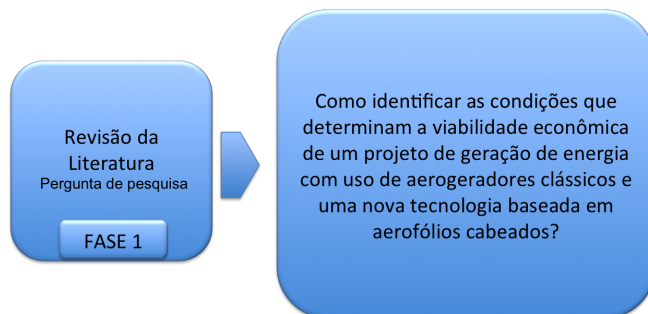 Revisão da
Literatura
Pergunta de pesquisa
FASE 1
Como identificar as condições que
determinam a viabilidade econômica
de um projeto de geração de energia
com uso de aerogeradores clássicos e
uma nova tecnologia baseada em
aerofólios cabeados?